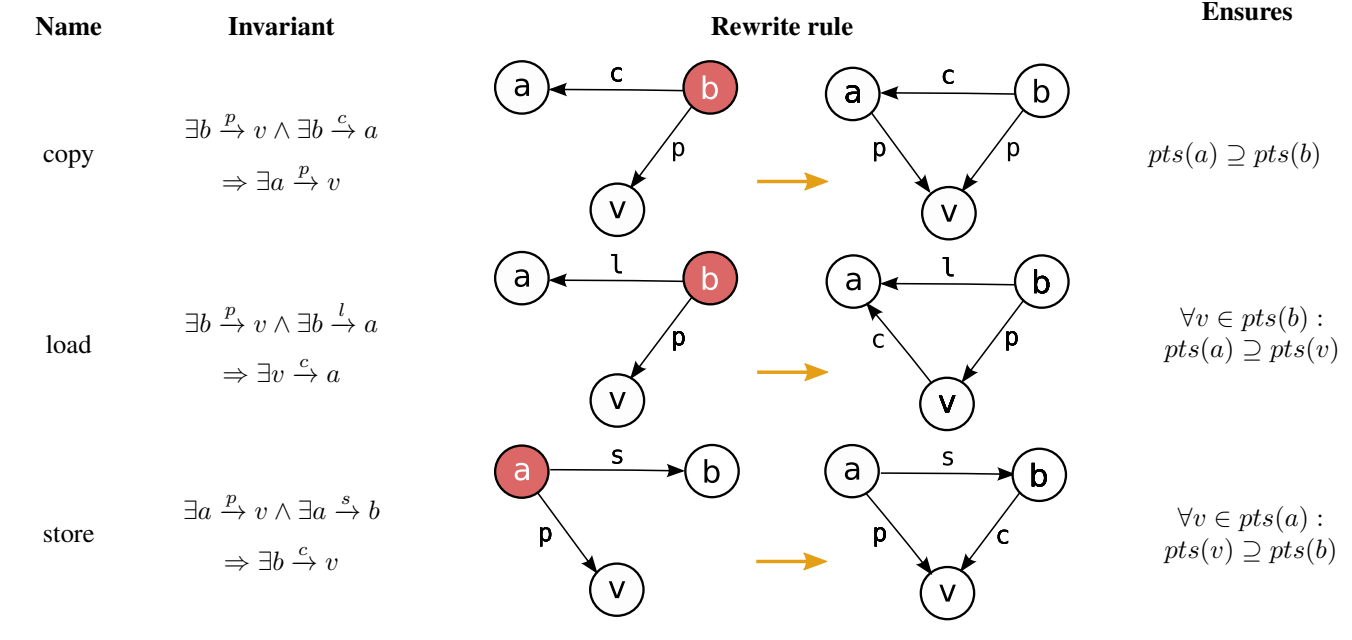 Name Invariant Rewrite rule Ensures
copy
∃b p→ v ∧ ∃b c→ a
⇒ ∃a p→ v
a c b
p
v
a c b
p p
v
pts(a) ⊇ pts(b)
load
∃b p→ v ∧ ∃b l→ a
⇒ ∃v c→ a
a l b
p
v
a l b
c p
v
∀v ∈ pts(b) :
pts(a) ⊇ pts(v)
store
∃a p→ v ∧ ∃a s→ b
⇒ ∃b c→ v
a s b
p
v
a s b
p c
v
∀v ∈ pts(a) :
pts(v) ⊇ pts(b)